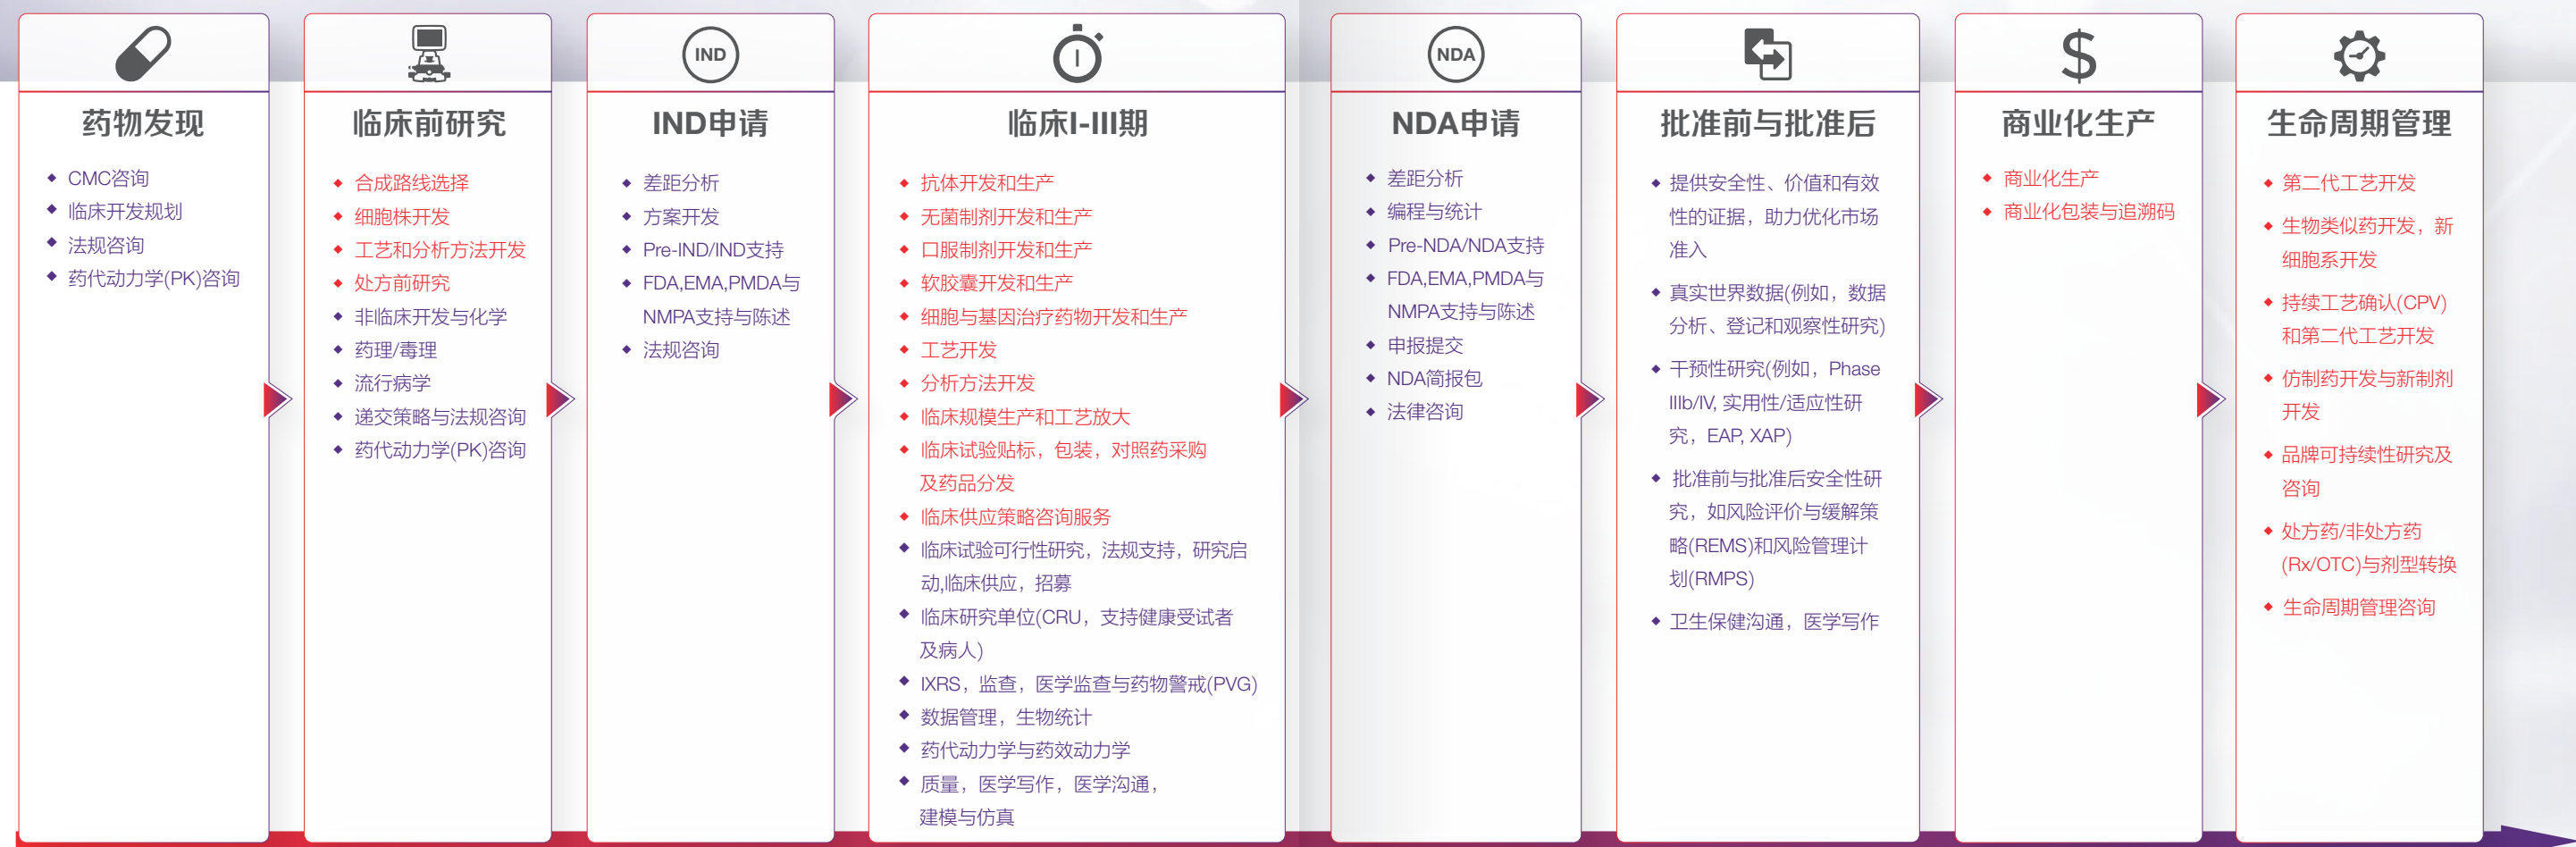 药物发现
CMC咨询
临床开发规划
法规咨询
药代动力学(PK)咨询
临床前研究
合成路线选择
细胞株开发
工艺和分析方法开发
处方前研究
非临床开发与化学
药理/毒理
流行病学
递交策略与法规咨询
药代动力学(PK)咨询
IND
IND申请
差距分析
方案开发
Pre-IND/IND支持
FDA,EMA,PMDA与
NMPA支持与陈述
法规咨询
临床I-III期
抗体开发和生产
无菌制剂开发和生产
口服制剂开发和生产
软胶囊开发和生产
细胞与基因治疗药物开发和生产
工艺开发
分析方法开发
临床规模生产和工艺放大
临床试验贴标，包装，对照药采购
及药品分发
临床供应策略咨询服务
临床试验可行性研究，法规支持，研究启
动,临床供应，招募
临床研究单位(CRU，支持健康受试者
及病人)
IXRS，监查，医学监查与药物警戒(PVG)
数据管理，生物统计
药代动力学与药效动力学
质量，医学写作，医学沟通，
建模与仿真
NDA
NDA申请
差距分析
编程与统计
Pre-NDA/NDA支持
FDA,EMA,PMDA与
NMPA支持与陈述
申报提交
NDA简报包
法律咨询
批准前与批准后
提供安全性、价值和有效
性的证据，助力优化市场
准入
真实世界数据(例如，数据
分析、登记和观察性研究)
干预性研究(例如，Phase
IIIb/IV, 实用性/适应性研
究，EAP, XAP)
批准前与批准后安全性研
究，如风险评价与缓解策
略(REMS)和风险管理计
划(RMPS)
卫生保健沟通，医学写作
$
商业化生产
商业化生产
商业化包装与追溯码
生命周期管理
第二代工艺开发
生物类似药开发，新
细胞系开发
持续工艺确认(CPV)
和第二代工艺开发
仿制药开发与新制剂
开发
品牌可持续性研究及
咨询
处方药/非处方药
(Rx/OTC)与剂型转换
生命周期管理咨询